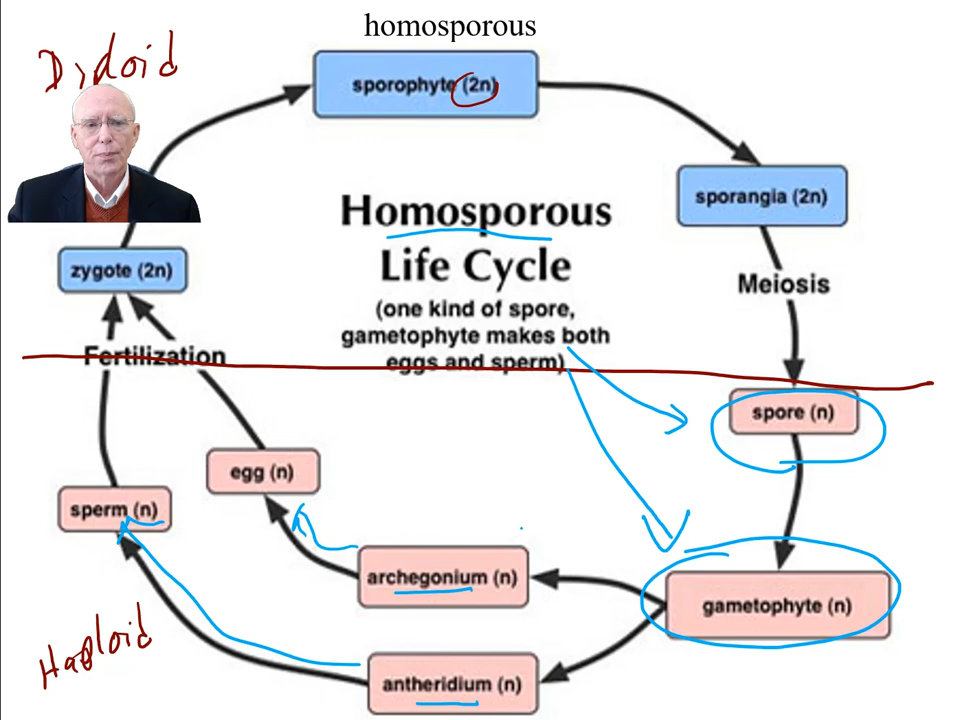 homosporous
Diploid
sporophyte (2n)
sporangia (2n)
Homosporous
Life Cycle
(one kind of spore,
gametophyte makes both
eggs and sperm)
zygote (2n)
Meiosis
Fertilization
spore (n)
egg (n)
sperm (n)
archegonium (n)
gametophyte (n)
Haploid
antheridium (n)